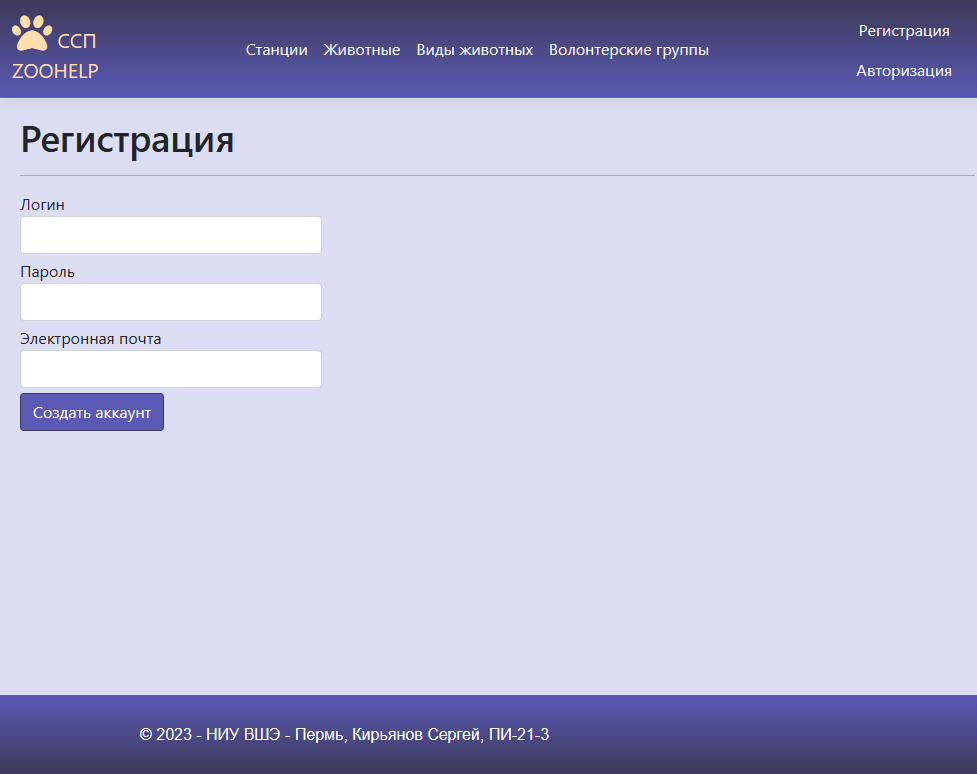 ССП
ZOOHELP
Станции Животные Виды животных Волонтерские группы
Регистрация
Авторизация
Регистрация
Логин
Пароль
Электронная почта
Создать аккаунт
© 2023 - НИУ ВШЭ - Пермь, Кирьянов Сергей, ПИ-21-3